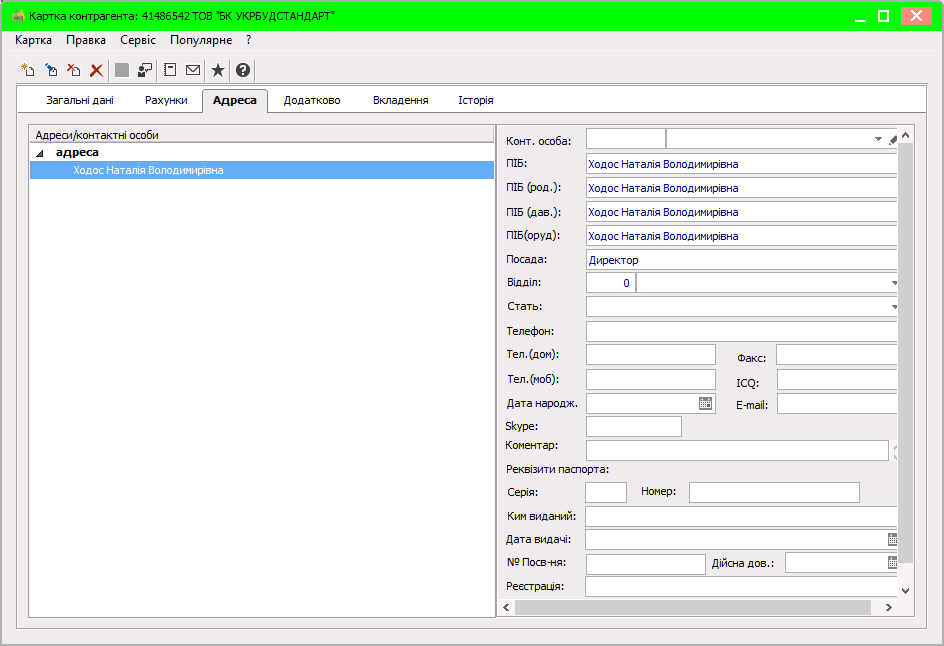 Картка контрагента: 41486542 ТОВ "БК УКРБУДСТАНДАРТ"
Картка Правка Сервіс Популярне ?
Загальні дані Рахунки Адреса Додатково Вкладення Історія
Адреси/контактні особи
адреса
Ходос Наталія Володимирівна
Конт. особа:
ПІБ: Ходос Наталія Володимирівна
ПІБ (род.): Ходос Наталія Володимирівна
ПІБ (дав.): Ходос Наталія Володимирівна
ПІБ(оруд): Ходос Наталія Володимирівна
Посада: Директор
Відділ: 0
Стать:
Телефон:
Тел.(дом): Факс:
Тел.(моб): ICQ:
Дата народж. E-mail:
Skype:
Коментар:
Реквізити паспорта:
Серія: Номер:
Ким виданий:
Дата видачі:
№ Посв-ня: Дійсна дов.:
Реєстрація: